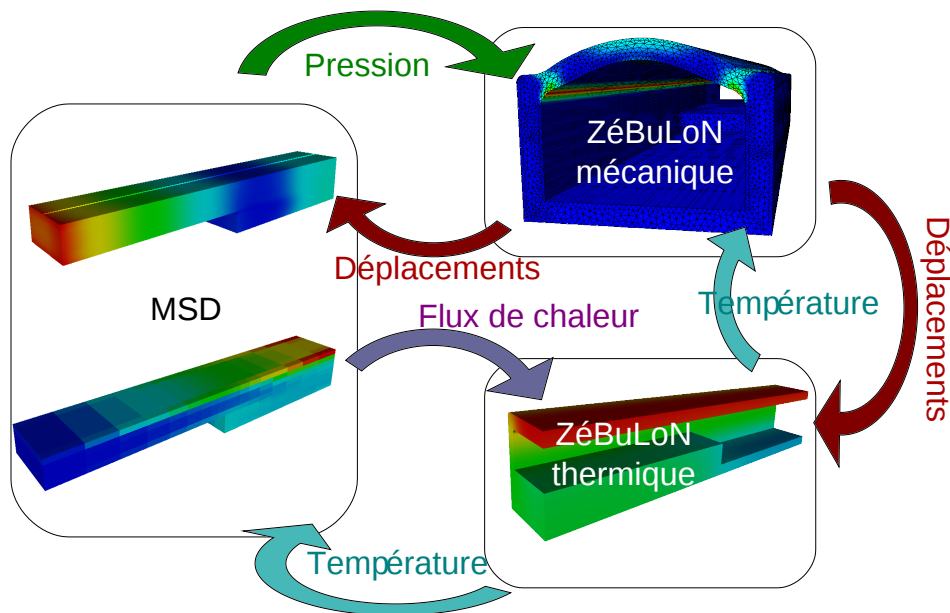 Pression
ZéBuLoN
mécanique
Déplacements
Déplacements
MSD
Flux de chaleur
Température
ZéBuLoN
thermique
Température